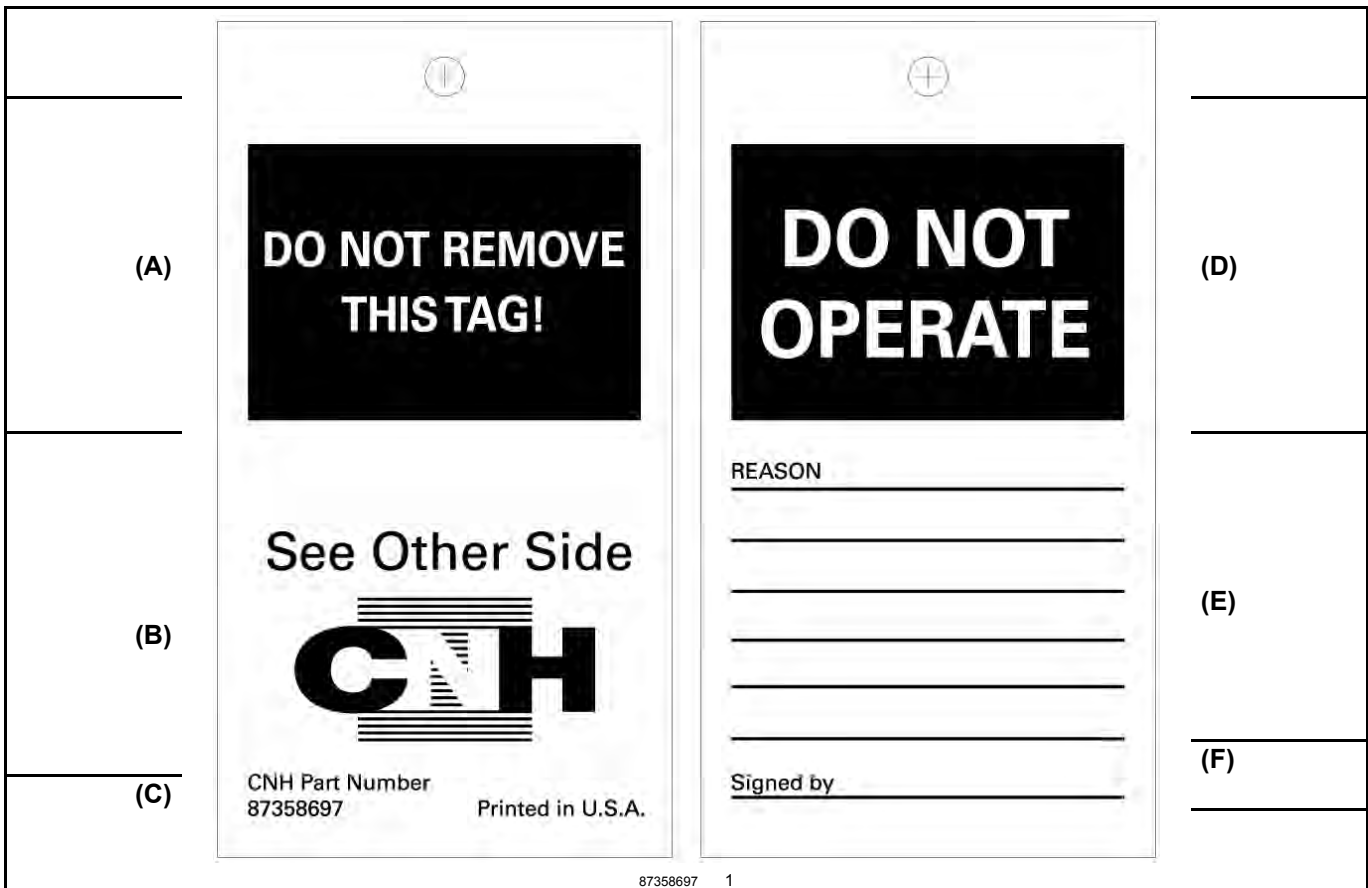 (A)
DO NOT REMOVE
THIS TAG!
(B)
See Other Side
CNH
(C)
CNH Part Number
87358697
Printed in U.S.A.
(D)
DO NOT
OPERATE
(E)
REASON
(F)
Signed by
87358697 1